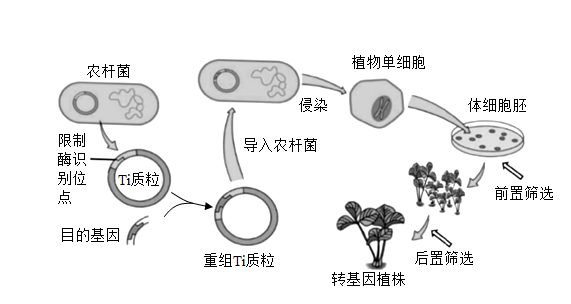 农杆菌
限制
酶识
别位
点
Ti质粒
目的基因
重组Ti质粒
导入农杆菌
侵染
植物单细胞
体细胞胚
前置筛选
后置筛选
转基因植株